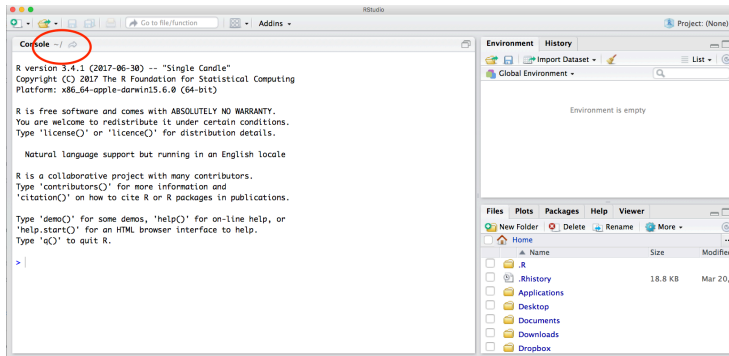 RStudio
Go to file/function
Addins
Project: (None)
Console ~/
R version 3.4.1 (2017-06-30) -- "Single Candle"
Copyright (C) 2017 The R Foundation for Statistical Computing
Platform: x86_64-apple-darwin15.6.0 (64-bit)
R is free software and comes with ABSOLUTELY NO WARRANTY.
You are welcome to redistribute it under certain conditions.
Type 'license()' or 'licence()' for distribution details.
Natural language support but running in an English locale
R is a collaborative project with many contributors.
Type 'contributors()' for more information and
'citation()' on how to cite R or R packages in publications.
Type 'demo()' for some demos, 'help()' for on-line help, or
'help.start()' for an HTML browser interface to help.
Type 'q()' to quit R.
>
Environment History
Import Dataset List
Global Environment
Environment is empty
Files Plots Packages Help Viewer
New Folder Delete Rename More
Home
Name Size Modified
.R
.Rhistory 18.8 KB Mar 20,
Applications
Desktop
Documents
Downloads
Dropbox